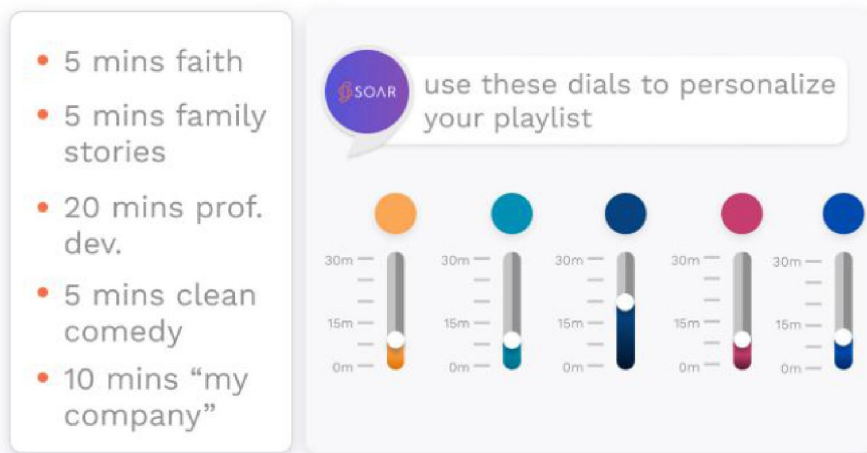 5 mins faith
5 mins family
stories
20 mins prof.
dev.
5 mins clean
comedy
10 mins “my
company”
SOAR
use these dials to personalize
your playlist
30m
15m
0m
30m
15m
0m
30m
15m
0m
30m
15m
0m
30m
15m
0m